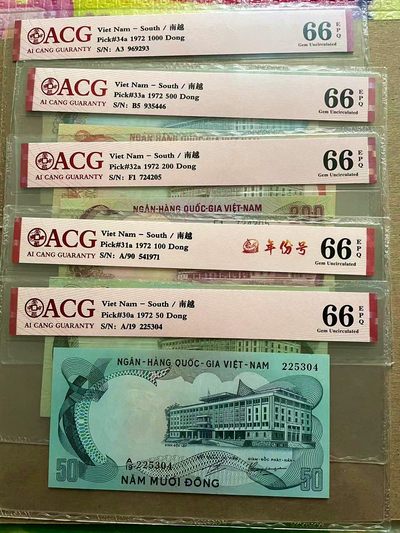 ACG
AI CANG GUARANTY
Viet Nam – South / 南越
Pick#34a 1972 1000 Dong
S/N: A3 969293
66 EPQ
Gem Uncirculated
ACG
AI CANG GUARANTY
Viet Nam – South / 南越
Pick#33a 1972 500 Dong
S/N: B5 935446
66 EPQ
Gem Uncirculated
ACG
AI CANG GUARANTY
Viet Nam – South / 南越
Pick#32a 1972 200 Dong
S/N: F1 724205
66 EPQ
Gem Uncirculated
NGÂN-HÀNG QUỐC-GIA VIỆT-NAM
200
ACG
AI CANG GUARANTY
Viet Nam – South / 南越
Pick#31a 1972 100 Dong
S/N: A/90 541971
年份号
66 EPQ
Gem Uncirculated
ACG
AI CANG GUARANTY
Viet Nam – South / 南越
Pick#30a 1972 50 Dong
S/N: A/19 225304
66 EPQ
Gem Uncirculated
NGÂN-HÀNG QUỐC-GIA VIỆT-NAM
225304
GIÁM-ĐỐC PHÁT-HÀNH
A/19 225304
50
NĂM MƯƠI ĐỒNG
50